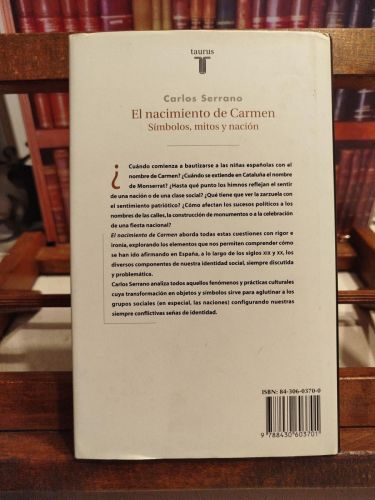 taurus
T
Carlos Serrano
El nacimiento de Carmen
Símbolos, mitos y nación
¿Cuándo comienza a bautizarse a las niñas españolas con el
nombre de Carmen? ¿Cuándo se extiende en Cataluña el nombre
de Monserrat? ¿Hasta qué punto los himnos reflejan el sentir
de una nación o de una clase social? ¿Qué tiene que ver la zarzuela con
el sentimiento patriótico? ¿Cómo afectan los sucesos políticos a los
nombres de las calles, la construcción de monumentos o a la celebración
de una fiesta nacional?
El nacimiento de Carmen aborda todas estas cuestiones con rigor e
ironía, explorando los elementos que nos permiten comprender cómo
se han ido afirmando en España, a lo largo de los siglos XIX y XX, los
diversos componentes de nuestra identidad social, siempre discutida
y problemática.
Carlos Serrano analiza todos aquellos fenómenos y prácticas culturales
cuya transformación en objetos y símbolos sirve para aglutinar a los
grupos sociales (en especial, las naciones) configurando nuestras
siempre conflictivas señas de identidad.
ISBN: 84-306-0370-0
9 788430 603701